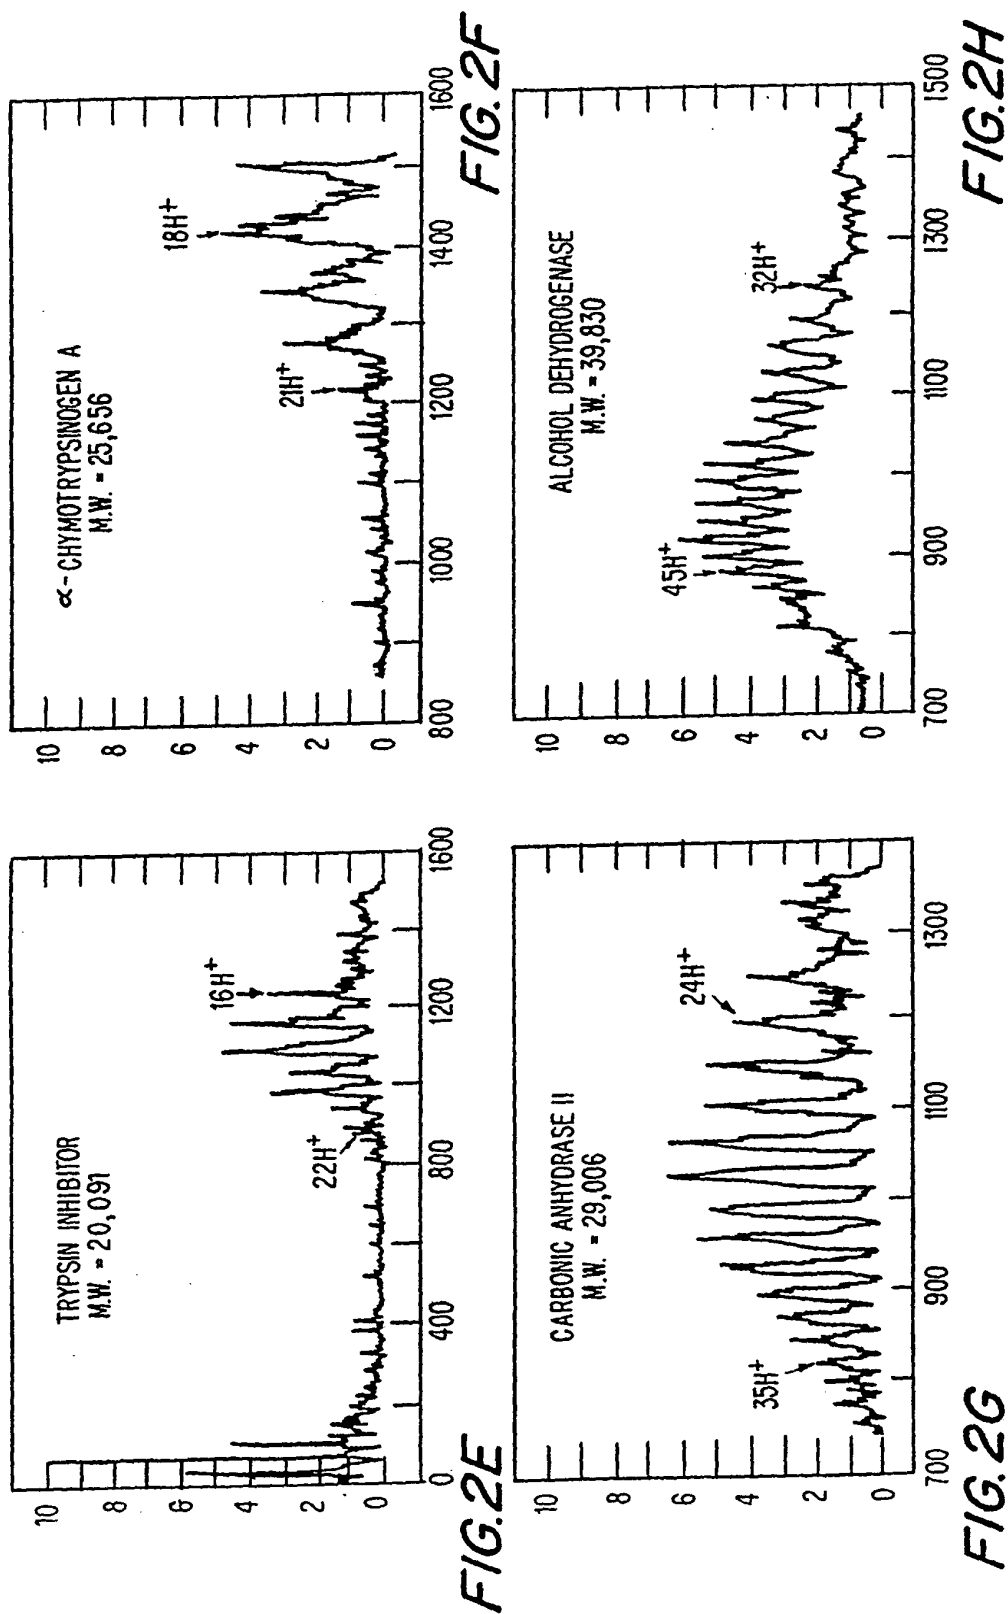 TRYPSIN INHIBITOR
M.W. = 20,091
22H+
16H+
10
8
6
4
2
0
0
400
800
1200
1600
FIG.2E
α-CHYMOTRYPSINOGEN A
M.W. = 25,656
21H+
18H+
10
8
6
4
2
0
800
1000
1200
1400
1600
FIG. 2F
CARBONIC ANHYDRASE II
M.W. = 29,006
35H+
24H+
10
8
6
4
2
0
700
900
1100
1300
FIG. 2G
ALCOHOL DEHYDROGENASE
M.W. = 39,830
45H+
32H+
10
8
6
4
2
0
700
900
1100
1300
1500
FIG.2H